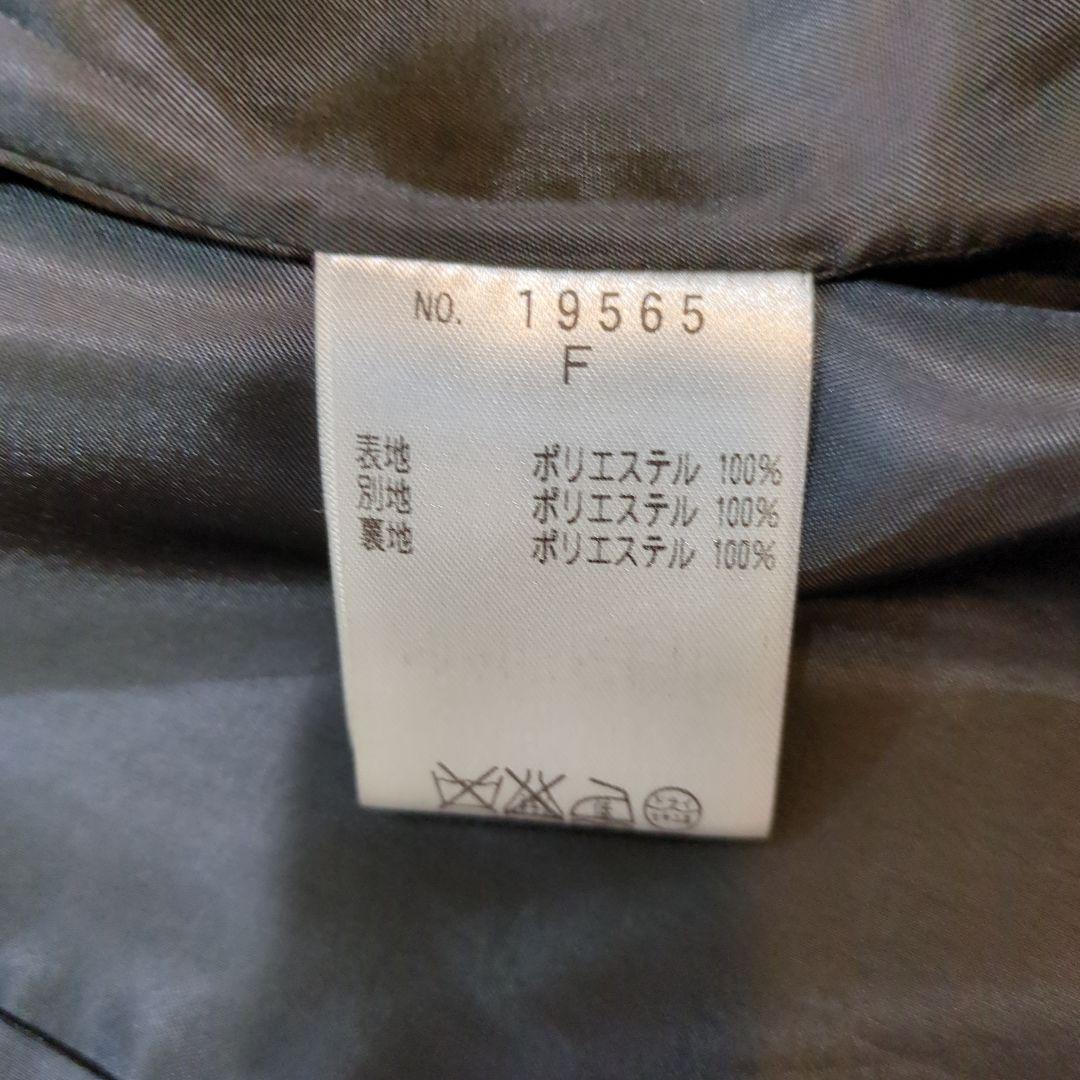 NO. 19565
F
表地 ポリエステル 100%
別地 ポリエステル 100%
裏地 ポリエステル 100%